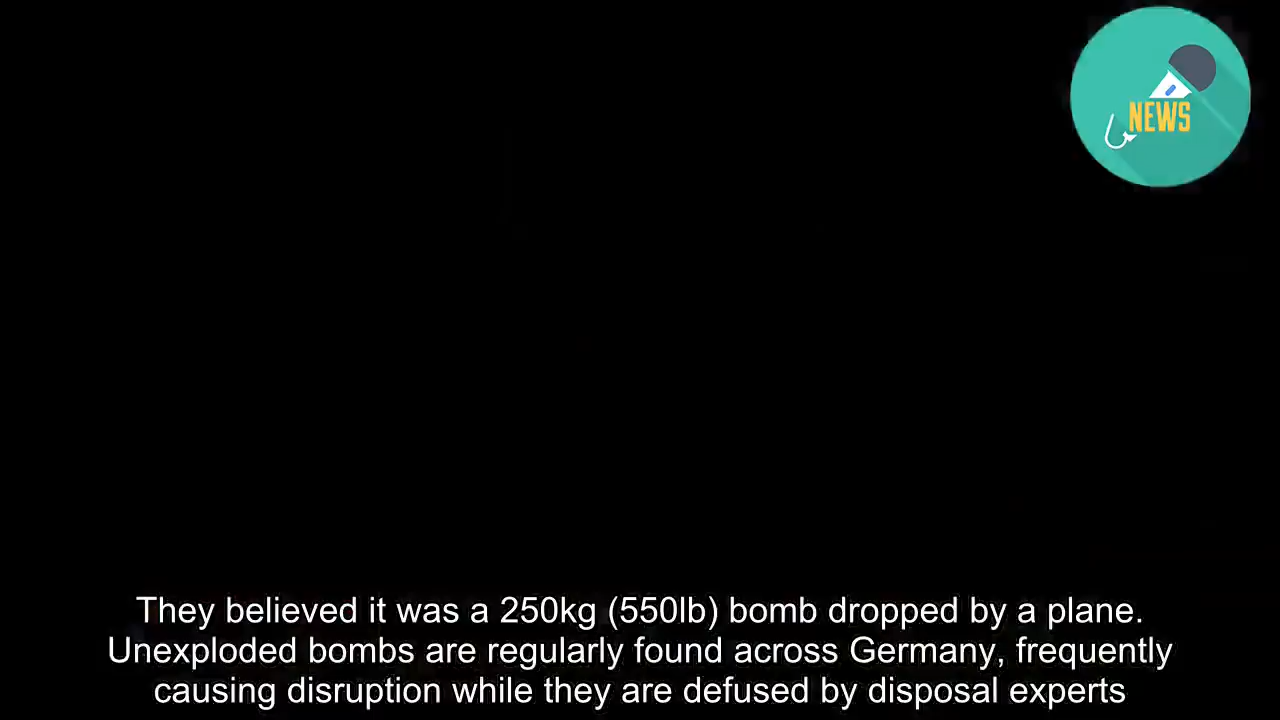 NEWS
They believed it was a 250kg (550lb) bomb dropped by a plane.
Unexploded bombs are regularly found across Germany, frequently
causing disruption while they are defused by disposal experts